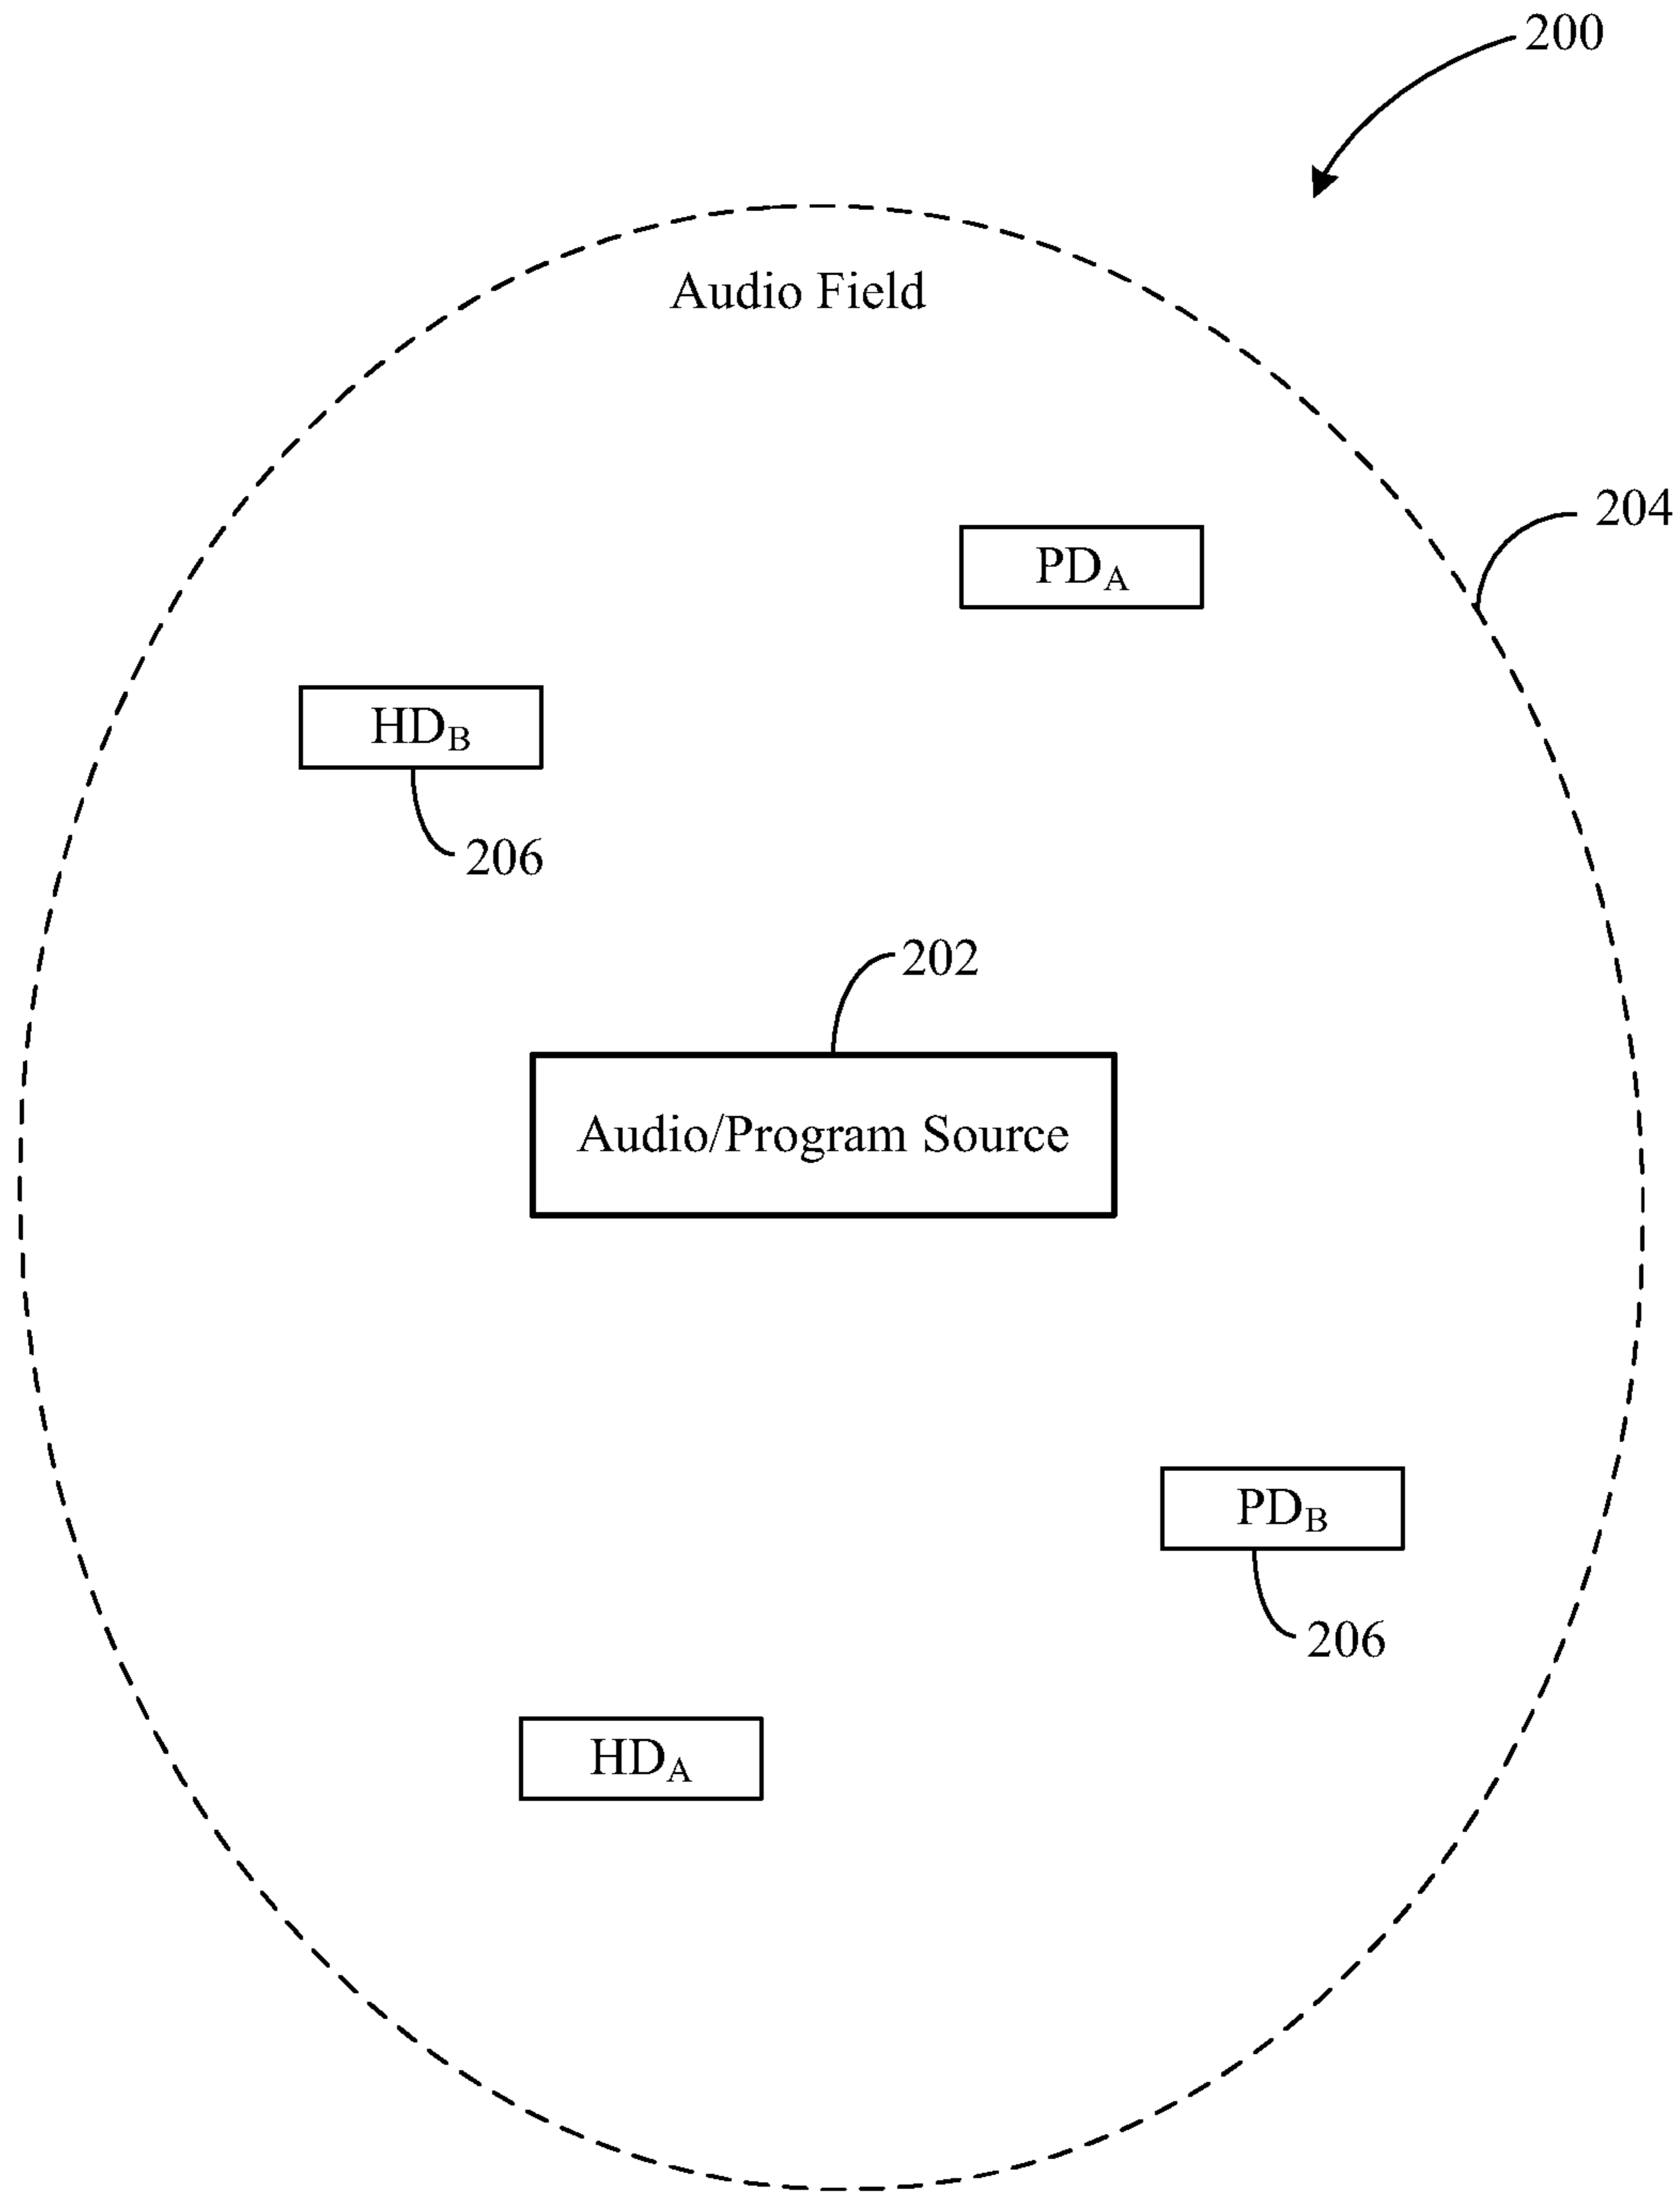 200
Audio Field
204
PDA
HDB
206
202
Audio/Program Source
PDB
206
HDA